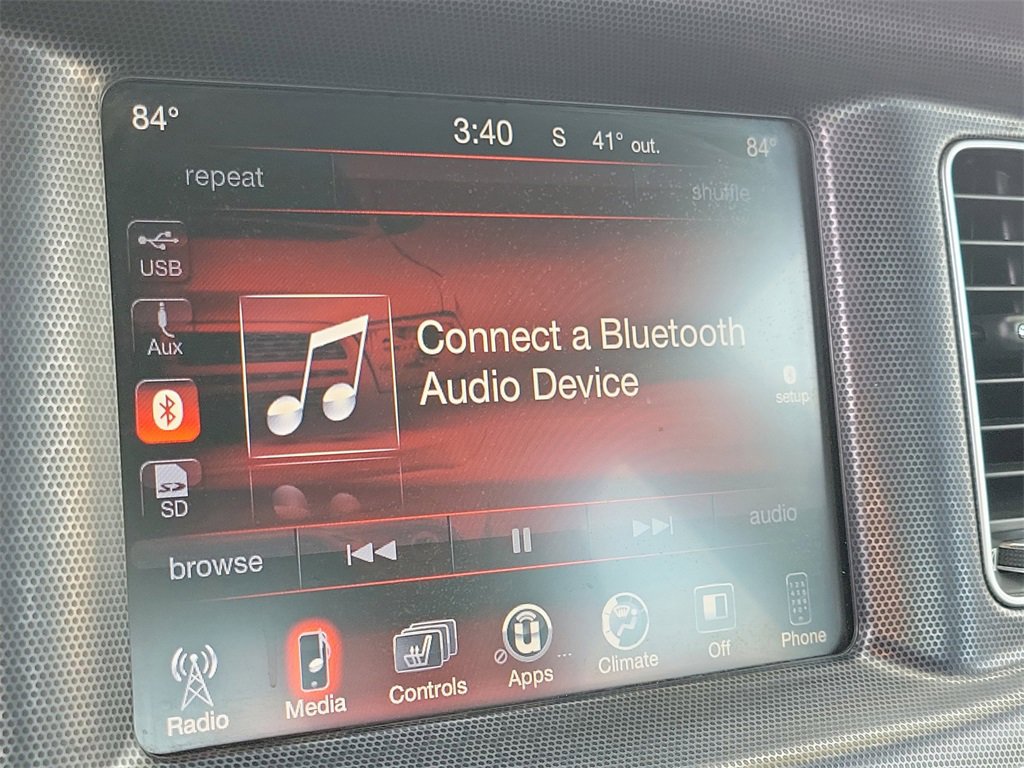 84°
3:40 S 41° out.
84°
repeat
shuffle
USB
Aux
Connect a Bluetooth
Audio Device
setup
SD
browse
audio
Radio
Media
Controls
Apps
Climate
Off
Phone